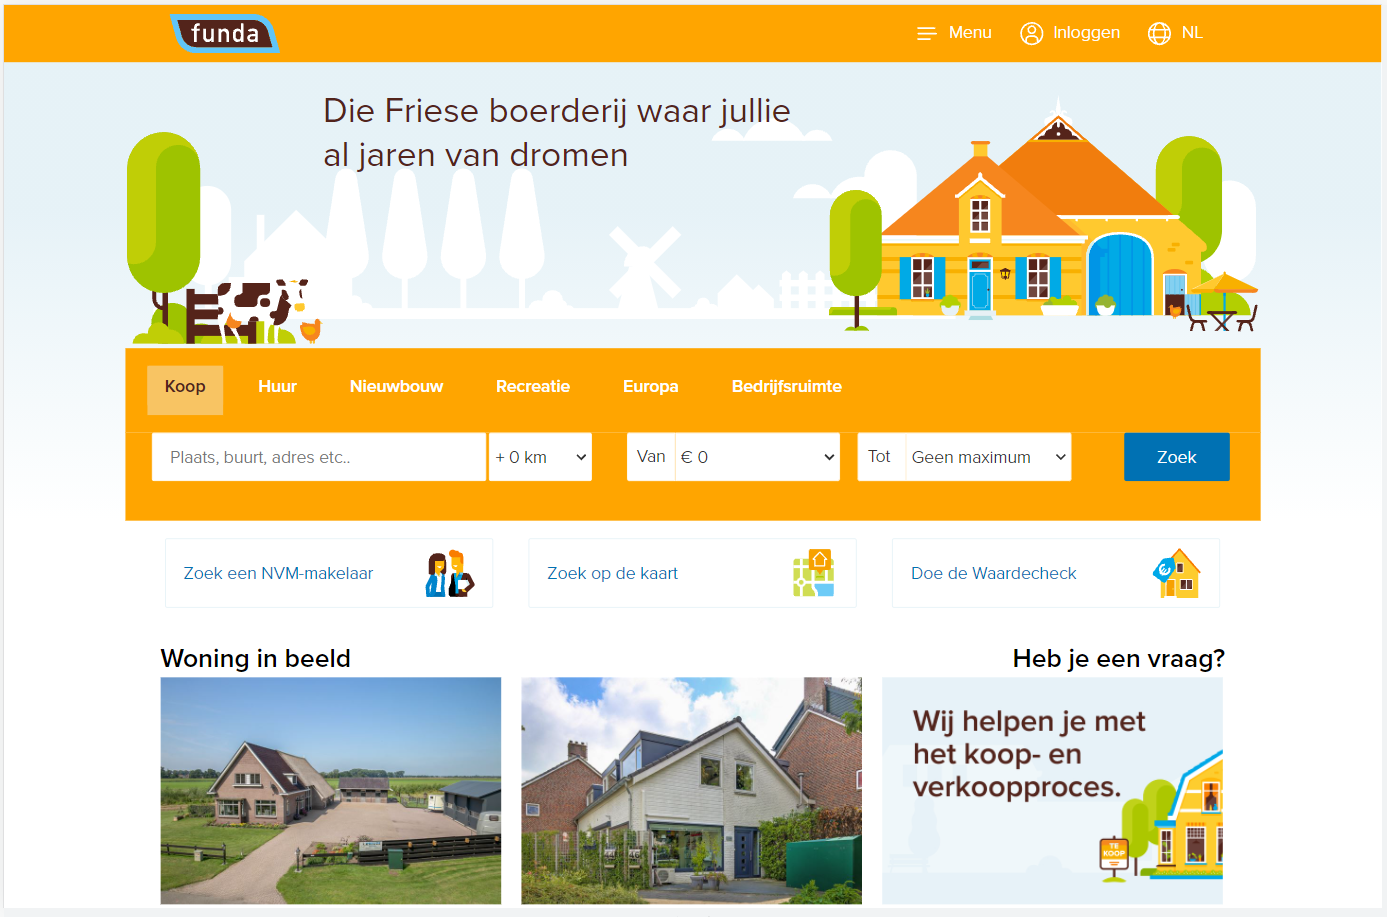 funda
Menu
Inloggen
NL
Die Friese boerderij waar jullie
al jaren van dromen
Koop
Huur
Nieuwbouw
Recreatie
Europa
Bedrijfsruimte
Plaats, buurt, adres etc..
+ 0 km
Van
€ 0
Tot
Geen maximum
Zoek
Zoek een NVM-makelaar
Zoek op de kaart
Doe de Waardecheck
Woning in beeld
Heb je een vraag?
Wij helpen je met
het koop- en
verkoopproces.
TE
KOOP